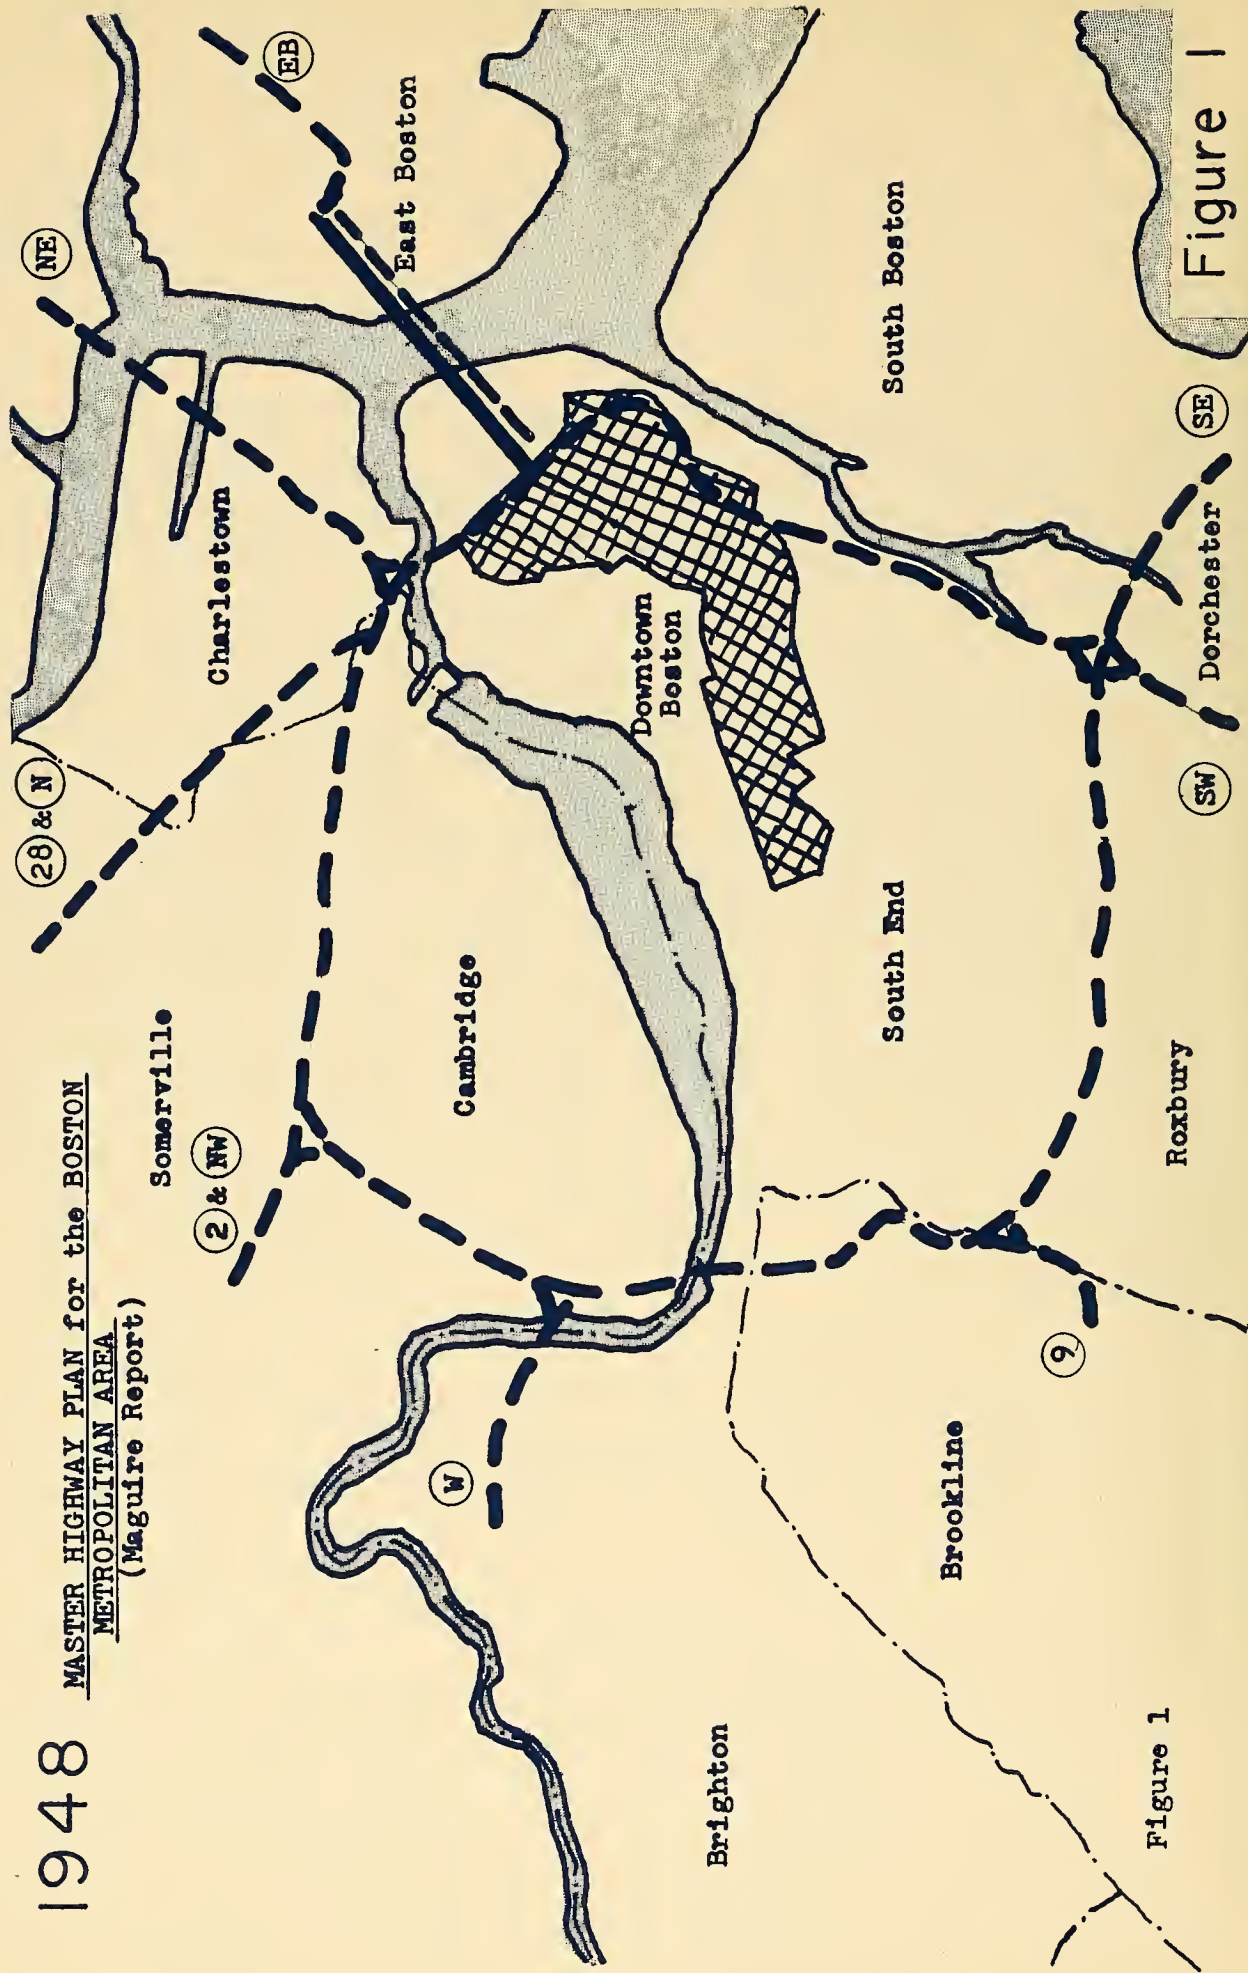 1948
MASTER HIGHWAY PLAN for the BOSTON
METROPOLITAN AREA
(Maguire Report)
Somerville
28 & N
NE
EB
2 & NW
Charlestown
East Boston
W
Cambridge
Downtown
Boston
Brighton
South End
South Boston
Brookline
9
Roxbury
SW
Dorchester
SE
Figure 1
Figure 1